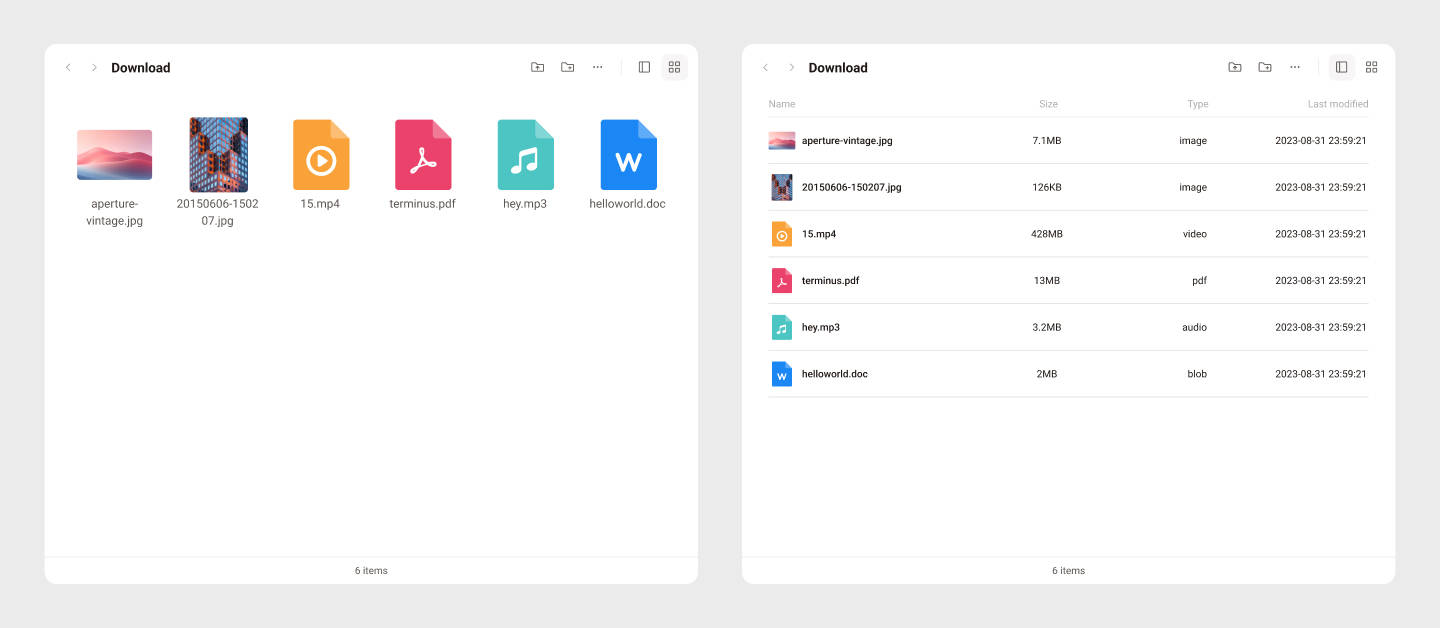 Download
aperture-
vintage.jpg
20150606-1502
07.jpg
15.mp4
terminus.pdf
hey.mp3
W
helloworld.doc
6 items
Download
Name Size Type Last modified
aperture-vintage.jpg 7.1MB image 2023-08-31 23:59:21
20150606-150207.jpg 126KB image 2023-08-31 23:59:21
15.mp4 428MB video 2023-08-31 23:59:21
terminus.pdf 13MB pdf 2023-08-31 23:59:21
hey.mp3 3.2MB audio 2023-08-31 23:59:21
W helloworld.doc 2MB blob 2023-08-31 23:59:21
6 items